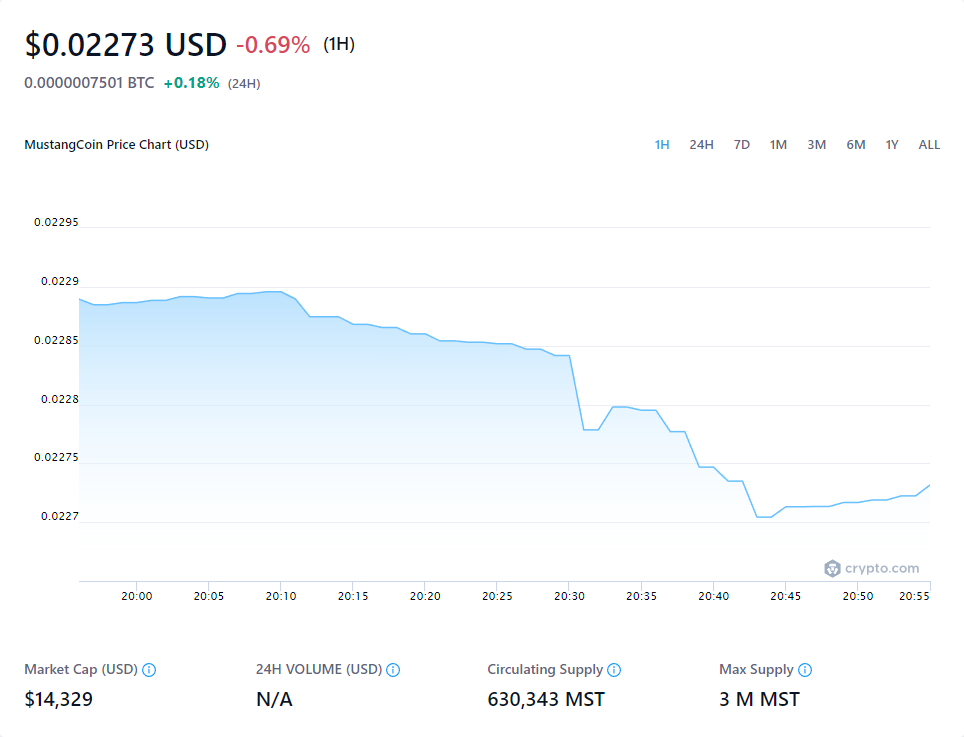 $0.02273 USD -0.69% (1H)
0.0000007501 BTC +0.18% (24H)
MustangCoin Price Chart (USD) 1H 24H 7D 1M 3M 6M 1Y ALL
0.02295
0.0229
0.02285
0.0228
0.02275
0.0227
crypto.com
20:00 20:05 20:10 20:15 20:20 20:25 20:30 20:35 20:40 20:45 20:50 20:55
Market Cap (USD) 24H VOLUME (USD) Circulating Supply Max Supply
$14,329 N/A 630,343 MST 3 M MST